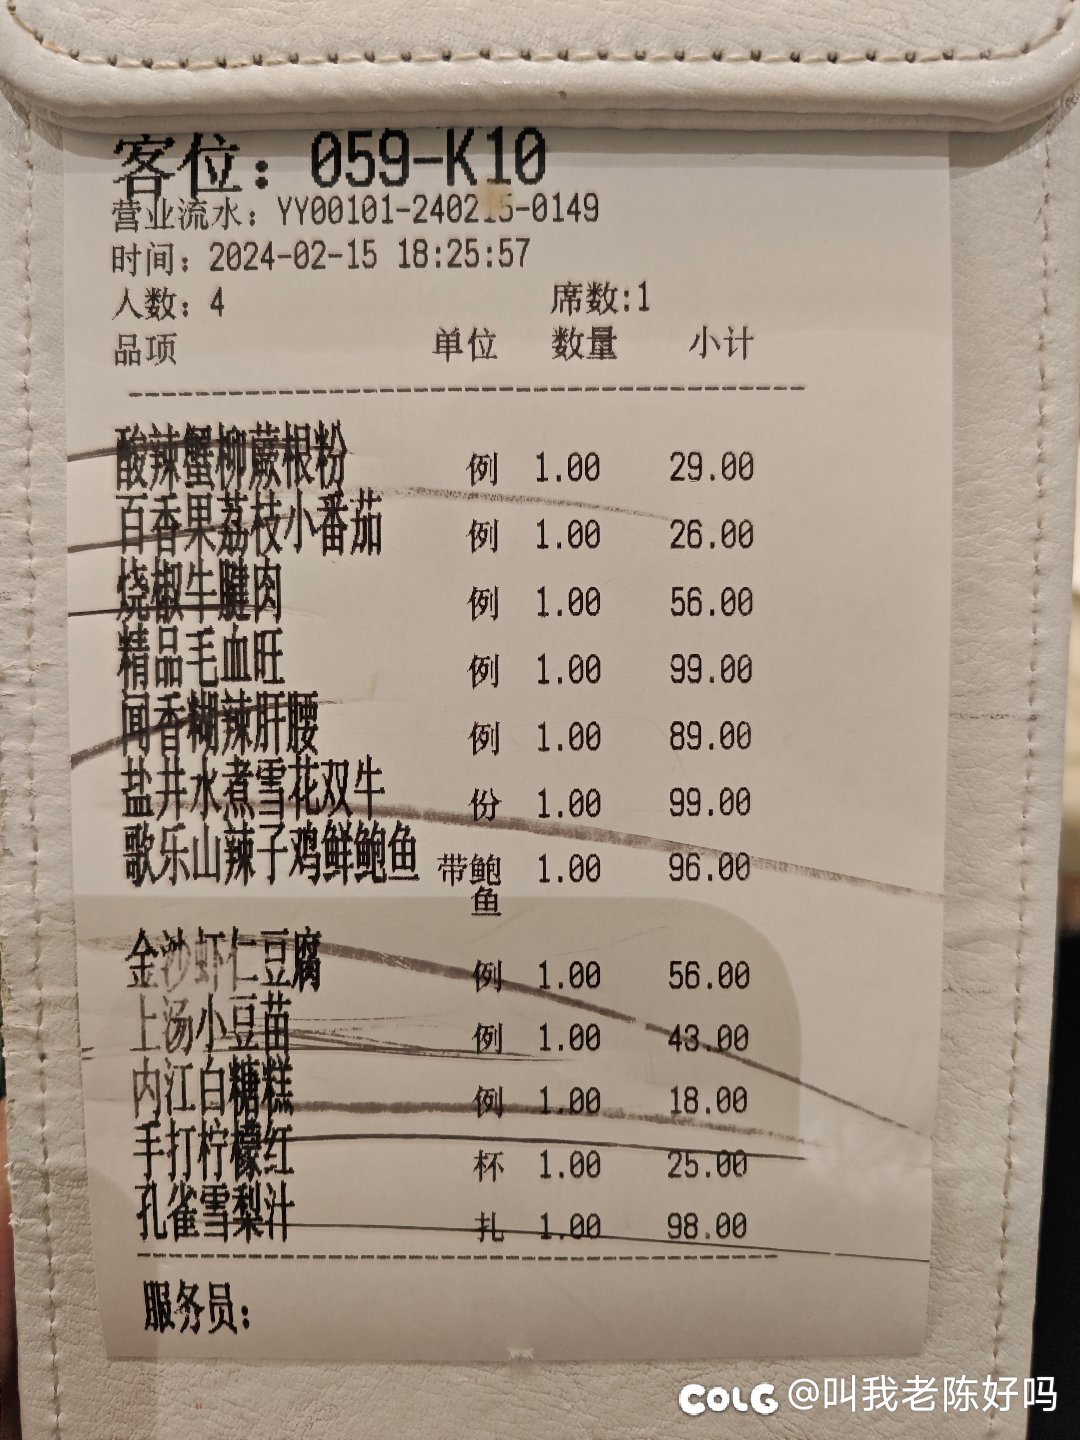 客位：059-K10
营业流水：YY00101-240215-0149
时间：2024-02-15 18:25:57
人数：4 席数:1
品项 单位 数量 小计
酸辣蟹柳蕨根粉 例 1.00 29.00
百香果荔枝小番茄 例 1.00 26.00
烧椒牛腱肉 例 1.00 56.00
精品毛血旺 例 1.00 99.00
闻香糊辣肝腰 例 1.00 89.00
盐井水煮雪花双牛 份 1.00 99.00
歌乐山辣子鸡鲜鲍鱼 带鲍 1.00 96.00
鱼
金沙虾仁豆腐 例 1.00 56.00
上汤小豆苗 例 1.00 43.00
内江白糖糕 例 1.00 18.00
手打柠檬红 杯 1.00 25.00
孔雀雪梨汁 扎 1.00 98.00
服务员：
COLG @叫我老陈好吗